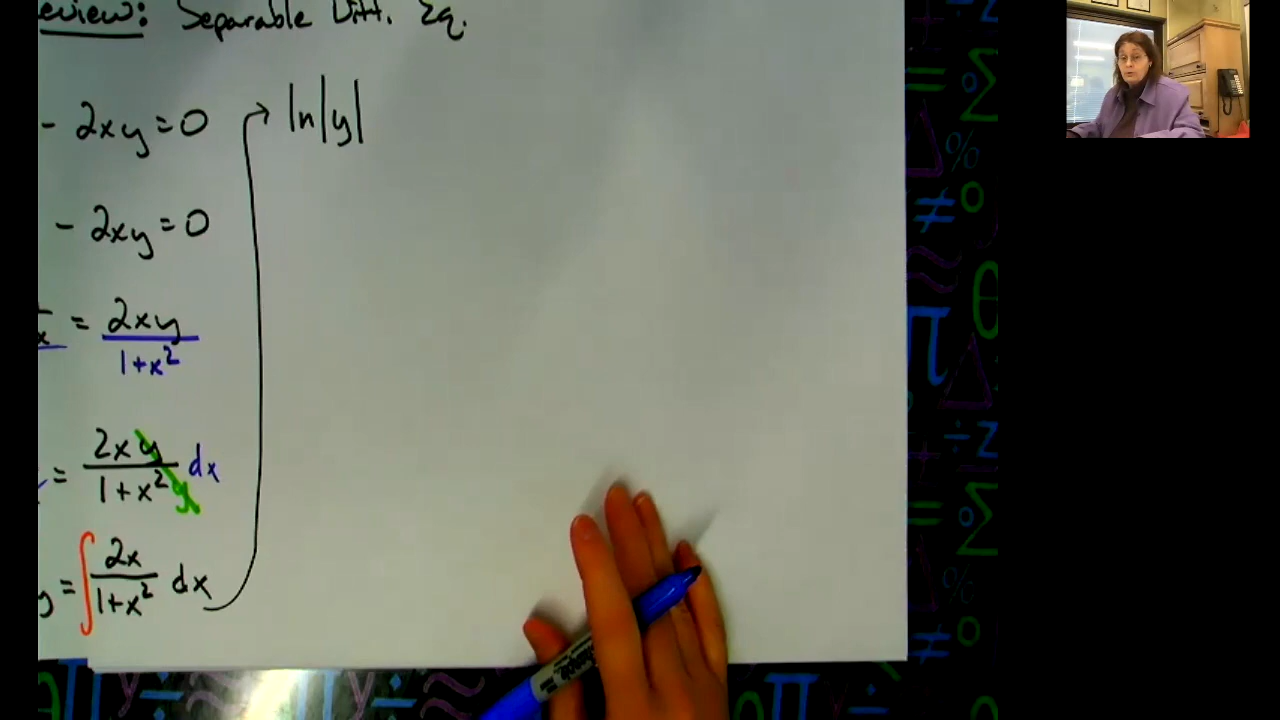 eview: Separable Diff. Eq.
- 2xy = 0
- 2xy = 0
= 2xy / 1+x²
= 2xy / 1+x² y dx
y = ∫ 2x / 1+x² dx
ln|y|